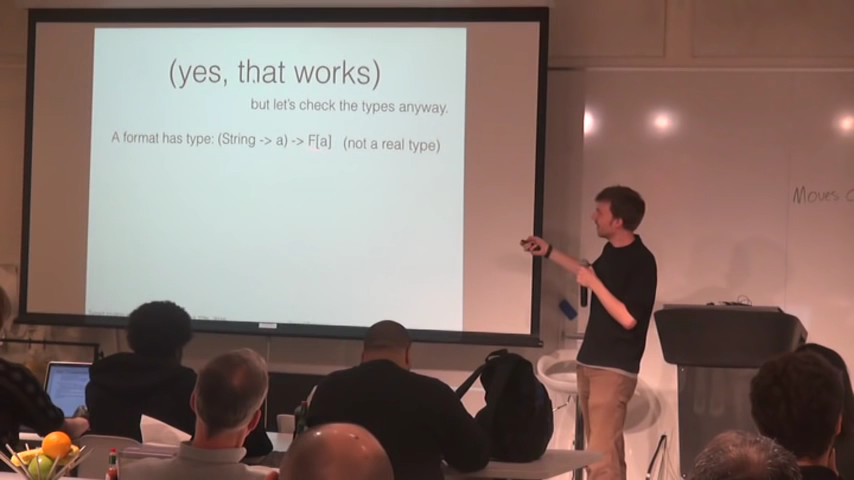 (yes, that works)
but let's check the types anyway.
A format has type: (String -> a) -> F[a] (not a real type)
Moves